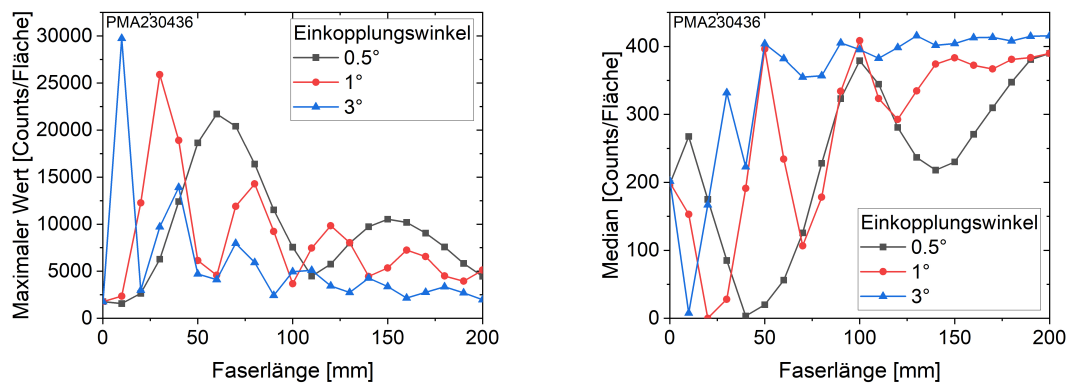 PMA230436
Einkopplungswinkel
0.5°
1°
3°
30000
25000
20000
15000
10000
5000
0
Maximaler Wert [Counts/Fläche]
0 50 100 150 200
Faserlänge [mm]
PMA230436
400
300
200
100
0
Median [Counts/Fläche]
Einkopplungswinkel
0.5°
1°
3°
0 50 100 150 200
Faserlänge [mm]